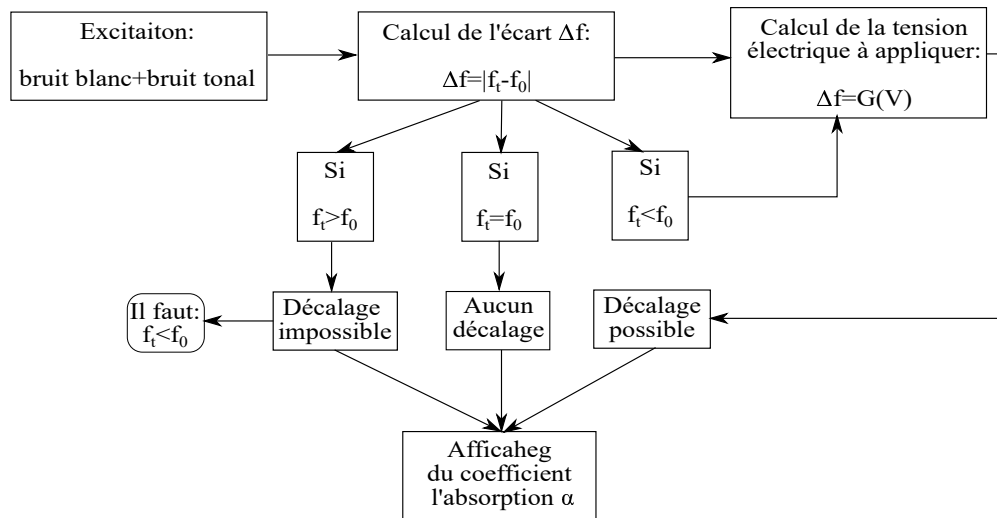 Excitaiton:
bruit blanc+bruit tonal
Calcul de l'écart Δf:
Δf=|fₜ-f₀|
Calcul de la tension
électrique à appliquer:
Δf=G(V)
Si
fₜ>f₀
Si
fₜ=f₀
Si
fₜ<f₀
Il faut:
fₜ<f₀
Décalage
impossible
Aucun
décalage
Décalage
possible
Afficaheg
du coefficient
l'absorption α